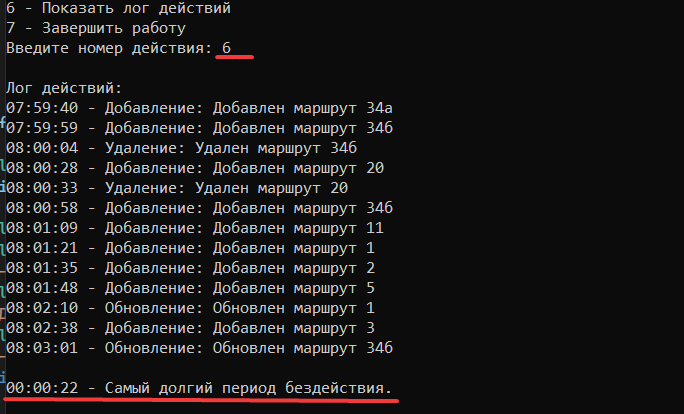 6 - Показать лог действий
7 - Завершить работу
Введите номер действия: 6
Лог действий:
07:59:40 - Добавление: Добавлен маршрут 34а
07:59:59 - Добавление: Добавлен маршрут 34б
08:00:04 - Удаление: Удален маршрут 34б
08:00:28 - Добавление: Добавлен маршрут 20
08:00:33 - Удаление: Удален маршрут 20
08:00:58 - Добавление: Добавлен маршрут 34б
08:01:09 - Добавление: Добавлен маршрут 11
08:01:21 - Добавление: Добавлен маршрут 1
08:01:35 - Добавление: Добавлен маршрут 2
08:01:48 - Добавление: Добавлен маршрут 5
08:02:10 - Обновление: Обновлен маршрут 1
08:02:38 - Добавление: Добавлен маршрут 3
08:03:01 - Обновление: Обновлен маршрут 34б
00:00:22 - Самый долгий период бездействия.